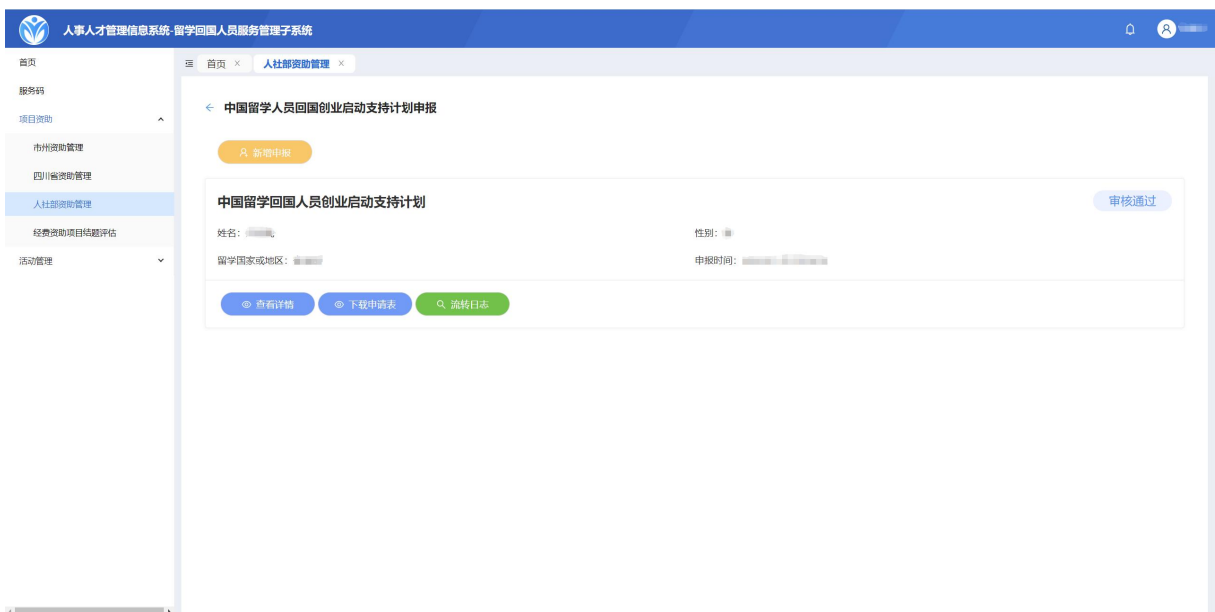 人事人才管理信息系统-留学回国人员服务管理子系统
首页
服务码
项目资助
市州资助管理
四川省资助管理
人社部资助管理
经费资助项目结题评估
活动管理
首页 × 人社部资助管理 ×
← 中国留学人员回国创业启动支持计划申报
新增申报
中国留学回国人员创业启动支持计划 审核通过
姓名： 性别：
留学国家或地区： 申报时间：
查看详情 下载申请表 流转日志